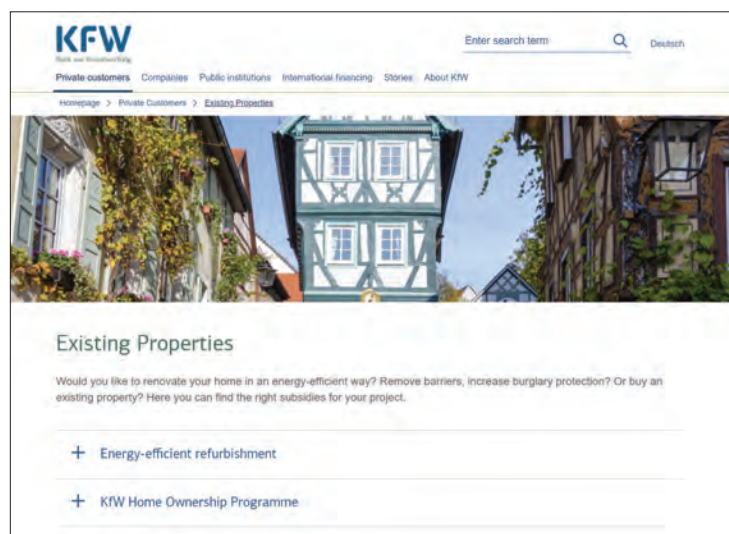 KFW
Bank aus Verantwortung
Enter search term
Deutsch
Private customers Companies Public institutions International financing Stories About KfW
Homepage > Private Customers > Existing Properties
Existing Properties
Would you like to renovate your home in an energy-efficient way? Remove barriers, increase burglary protection? Or buy an
existing property? Here you can find the right subsidies for your project.
+ Energy-efficient refurbishment
+ KfW Home Ownership Programme